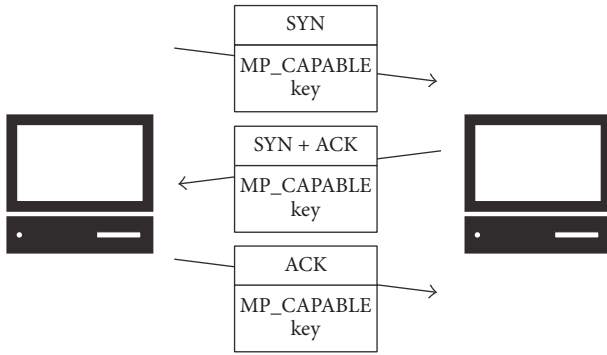 SYN
MP_CAPABLE
key
SYN + ACK
MP_CAPABLE
key
ACK
MP_CAPABLE
key